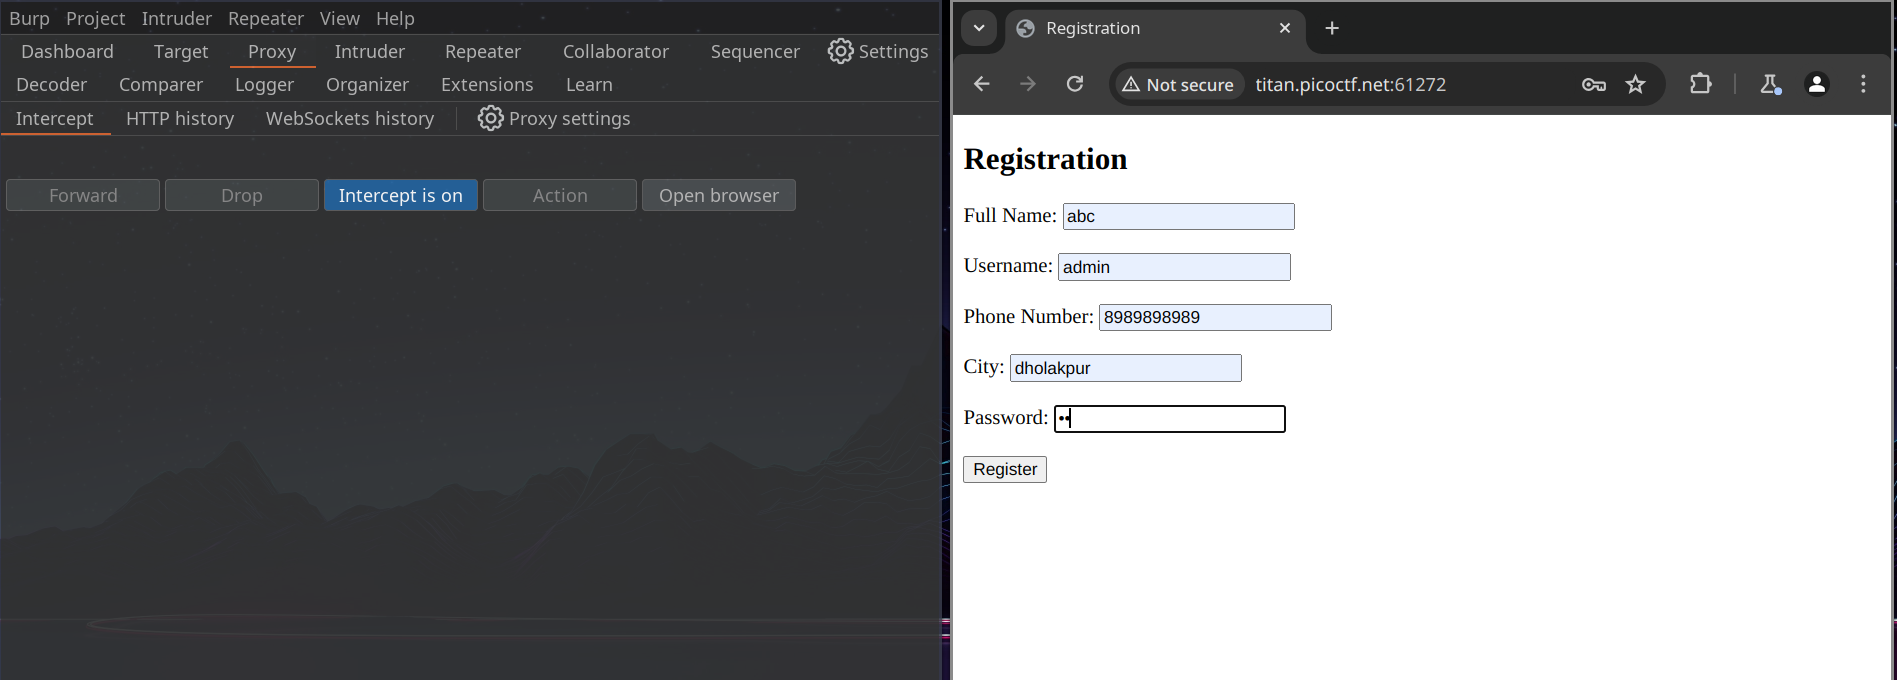 Burp Project Intruder Repeater View Help
Dashboard Target Proxy Intruder Repeater Collaborator Sequencer Settings
Decoder Comparer Logger Organizer Extensions Learn
Intercept HTTP history WebSockets history Proxy settings
Forward Drop Intercept is on Action Open browser
Registration
Not secure titan.picoctf.net:61272
Registration
Full Name: abc
Username: admin
Phone Number: 8989898989
City: dholakpur
Password: ••
Register